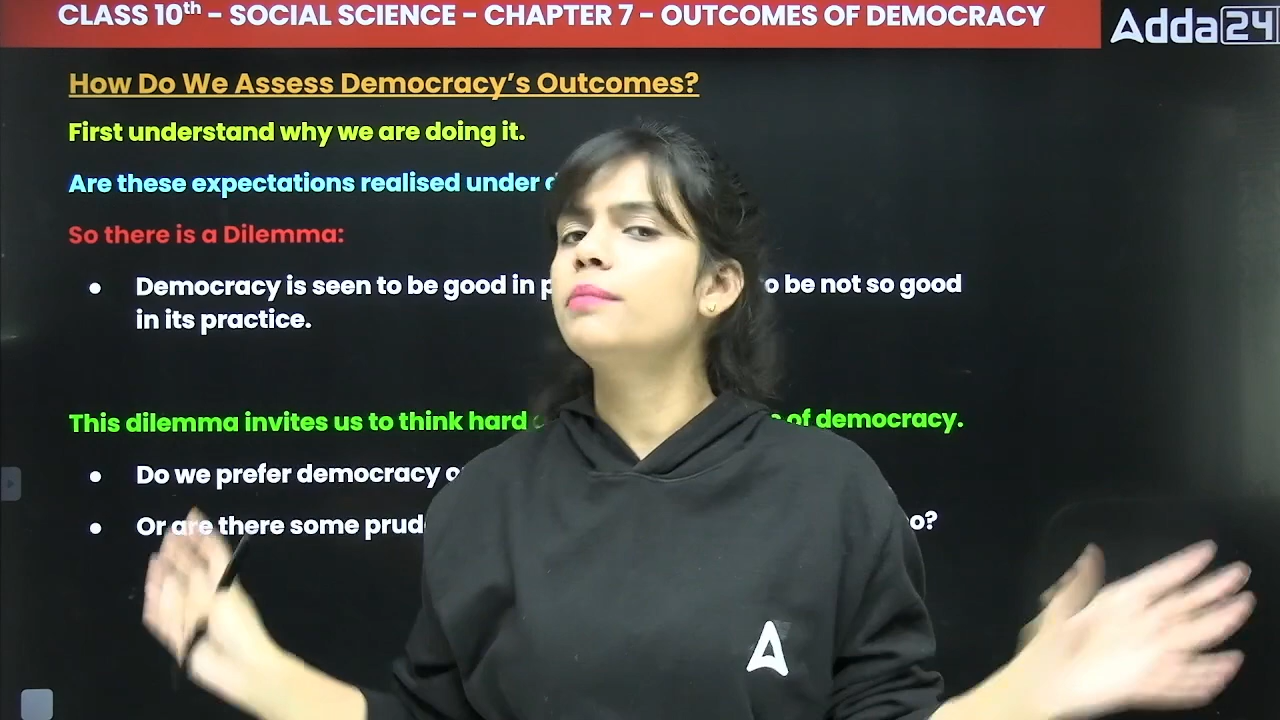 CLASS 10th - SOCIAL SCIENCE - CHAPTER 7 - OUTCOMES OF DEMOCRACY
Adda24
How Do We Assess Democracy's Outcomes?
First understand why we are doing it.
Are these expectations realised under
So there is a Dilemma:
● Democracy is seen to be good in be not so good
in its practice.
This dilemma invites us to think hard of democracy.
● Do we prefer democracy
● Or are there some
A